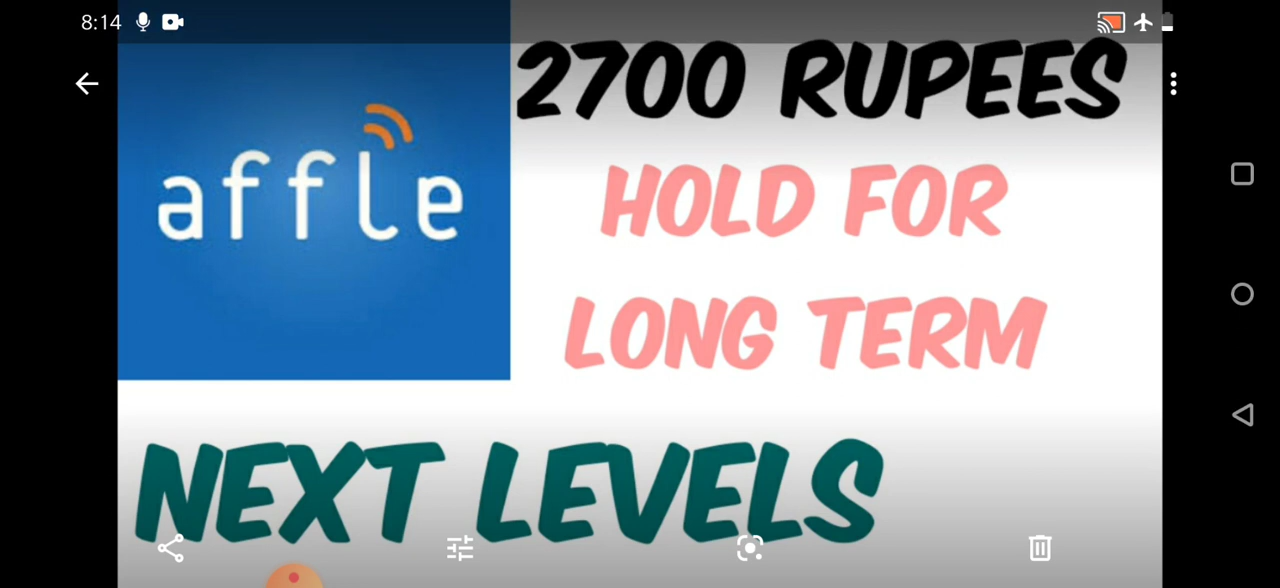 8:14
affle
2700 RUPEES
HOLD FOR
LONG TERM
NEXT LEVELS